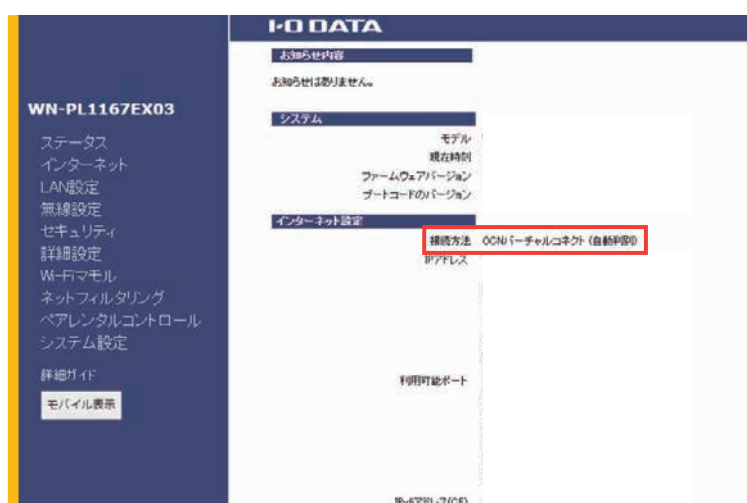 I-O DATA
お知らせ内容
お知らせはありません。
WN-PL1167EX03
ステータス
インターネット
LAN設定
無線設定
セキュリティ
詳細設定
Wi-Fiマモル
ネットフィルタリング
ペアレンタルコントロール
システム設定
詳細ガイド
モバイル表示
システム
モデル
現在時刻
ファームウェアバージョン
ブートコードのバージョン
インターネット設定
接続方法 OCNバーチャルコネクト (自動判別)
IPアドレス
利用可能ポート